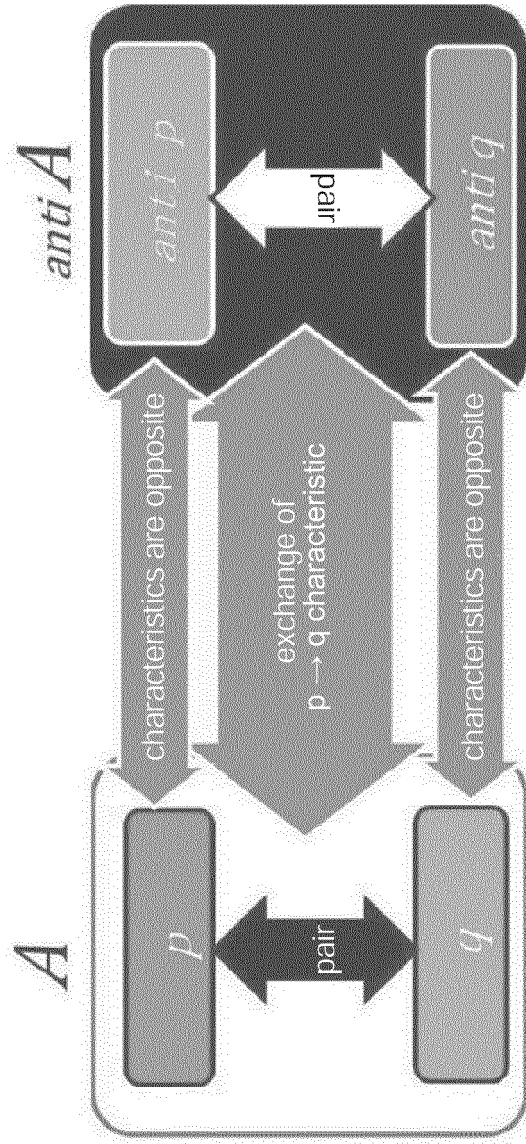 A
anti A
p
characteristics are opposite
anti p
pair
exchange of
p → q characteristic
pair
q
characteristics are opposite
anti q